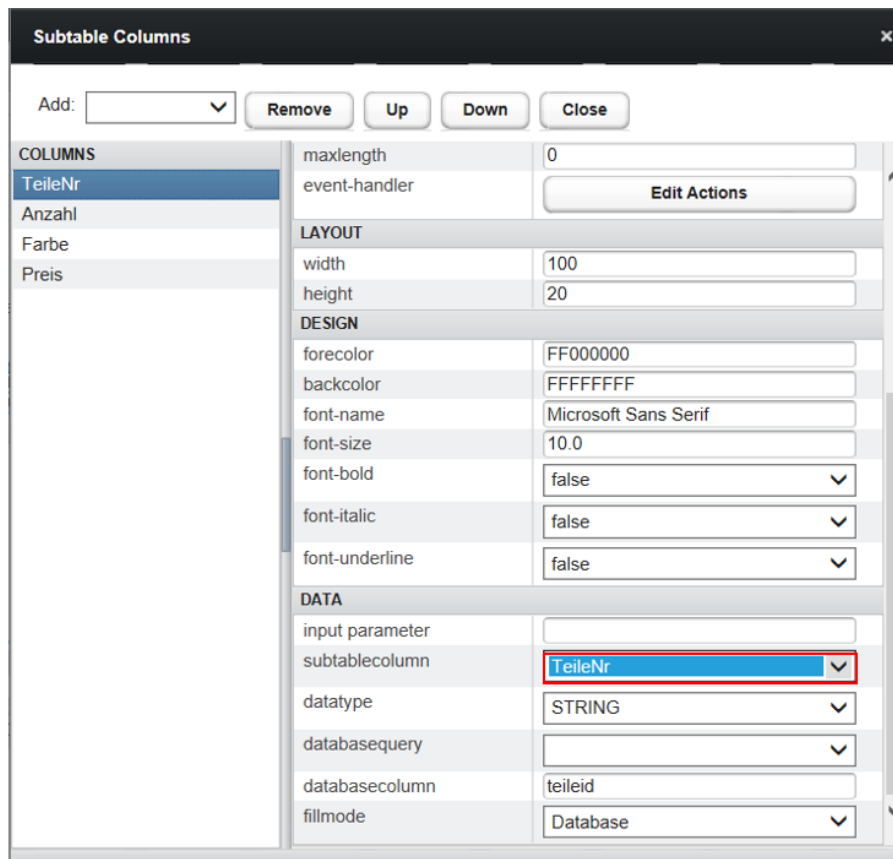 Subtable Columns ×
Add: Remove Up Down Close
COLUMNS
TeileNr
Anzahl
Farbe
Preis
maxlength 0
event-handler Edit Actions
LAYOUT
width 100
height 20
DESIGN
forecolor FF000000
backcolor FFFFFFFF
font-name Microsoft Sans Serif
font-size 10.0
font-bold false
font-italic false
font-underline false
DATA
input parameter
subtablecolumn TeileNr
datatype STRING
databasequery
databasecolumn teileid
fillmode Database